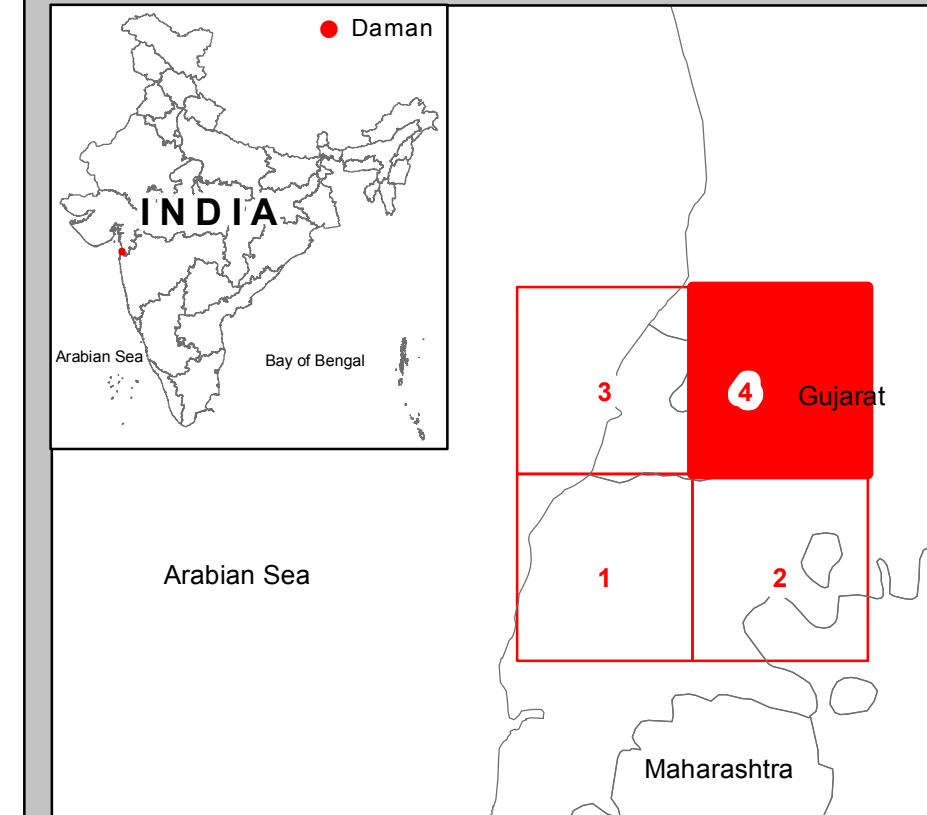 Daman
INDIA
Arabian Sea
Bay of Bengal
3
4
Gujarat
Arabian Sea
1
2
Maharashtra